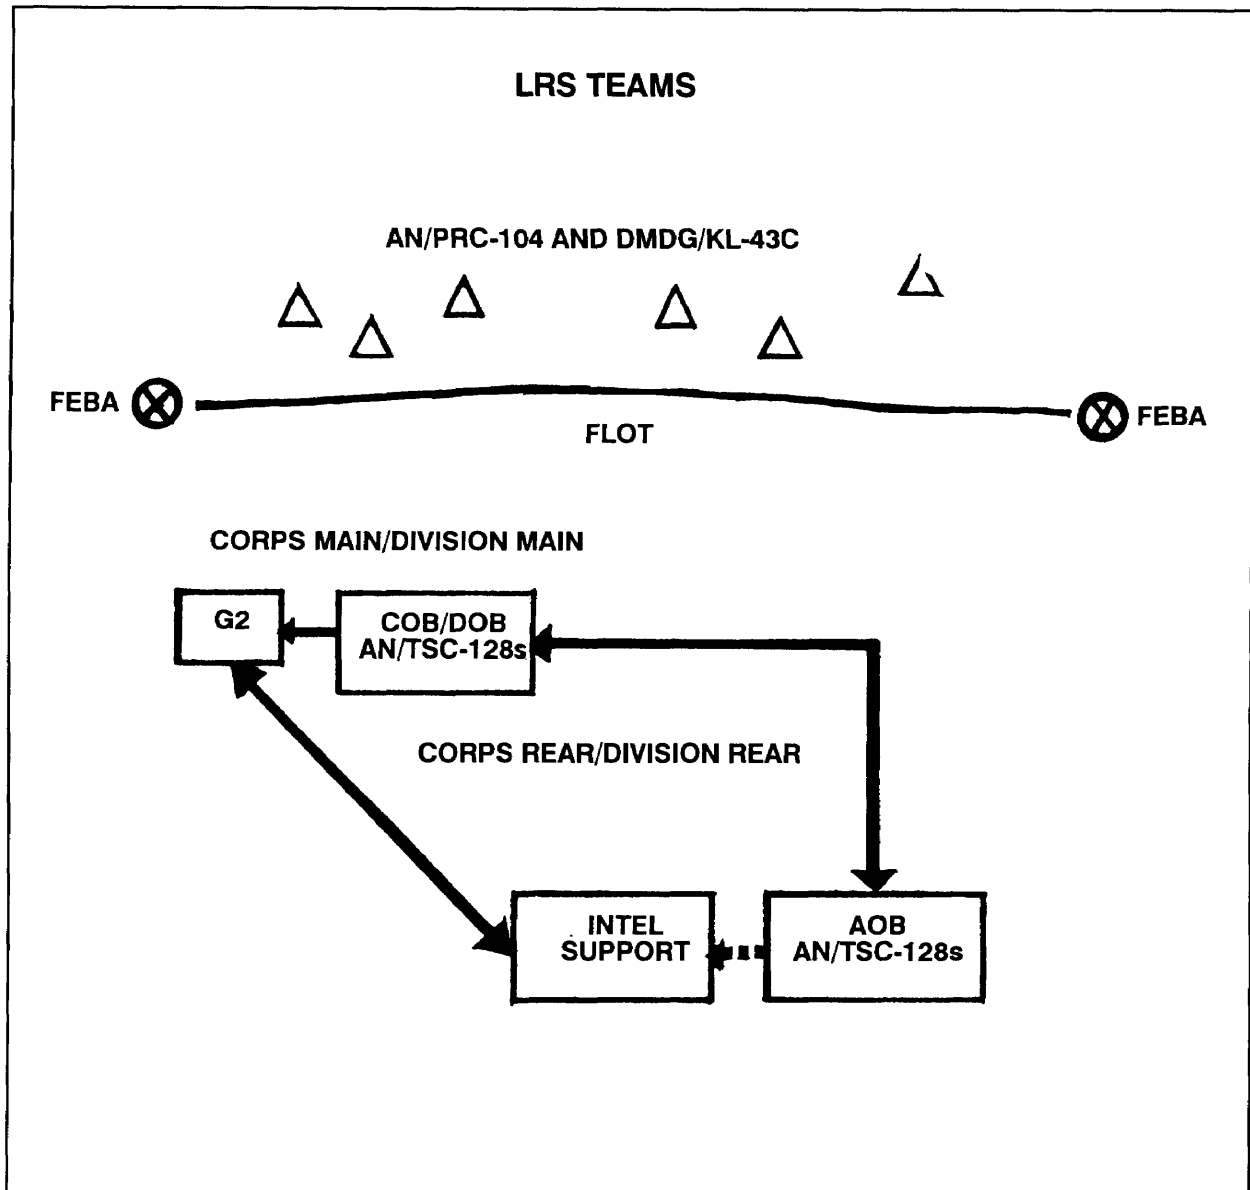 LRS TEAMS
AN/PRC-104 AND DMDG/KL-43C
FEBA
FEBA
FLOT
CORPS MAIN/DIVISION MAIN
G2
COB/DOB
AN/TSC-128s
CORPS REAR/DIVISION REAR
INTEL
SUPPORT
AOB
AN/TSC-128s